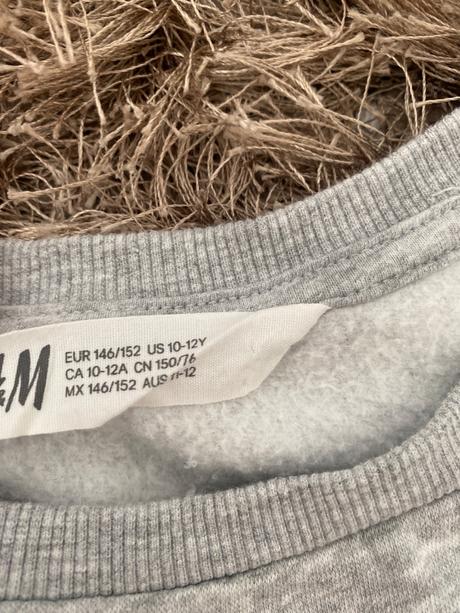 &M
EUR 146/152 US 10-12Y
CA 10-12A CN 150/76
MX 146/152 AUS 11-12